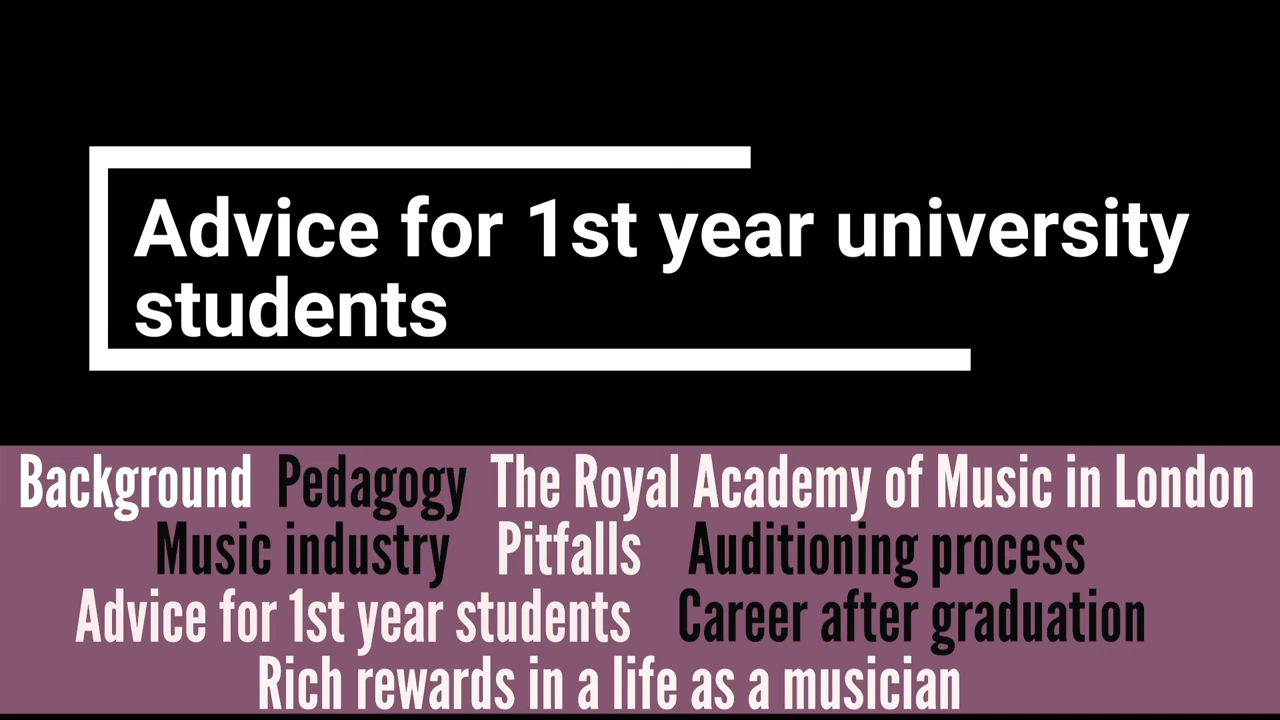 Advice for 1st year university
students
Background Pedagogy The Royal Academy of Music in London
Music industry Pitfalls Auditioning process
Advice for 1st year students Career after graduation
Rich rewards in a life as a musician